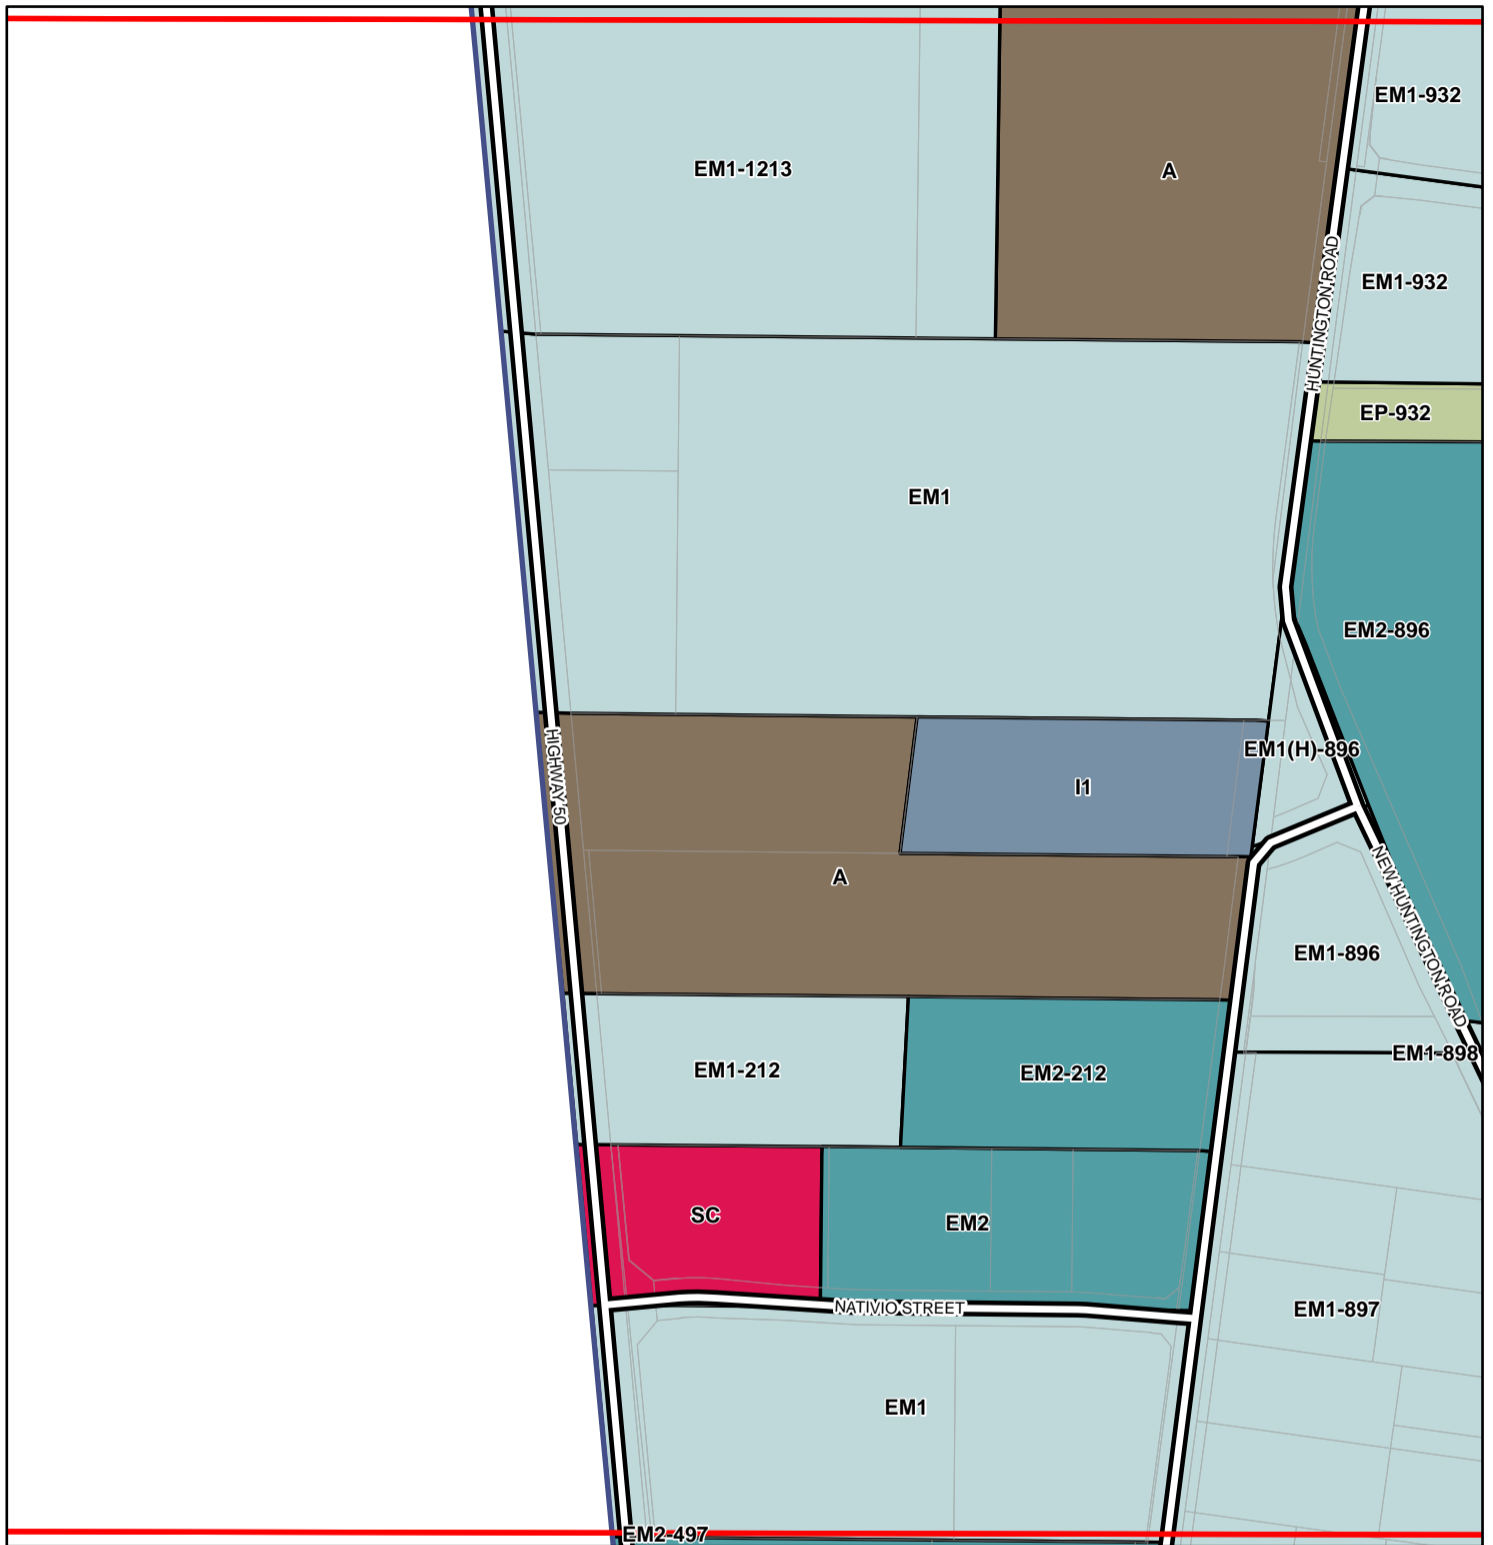 EM1-932
EM1-1213
A
HUNTINGTON ROAD
EM1-932
EP-932
EM1
EM2-896
HIGHWAY 50
EM1(H)-896
I1
A
NEW HUNTINGTON ROAD
EM1-896
EM1-898
EM1-212
EM2-212
SC
EM2
NATIVIO STREET
EM1-897
EM1
EM2-497